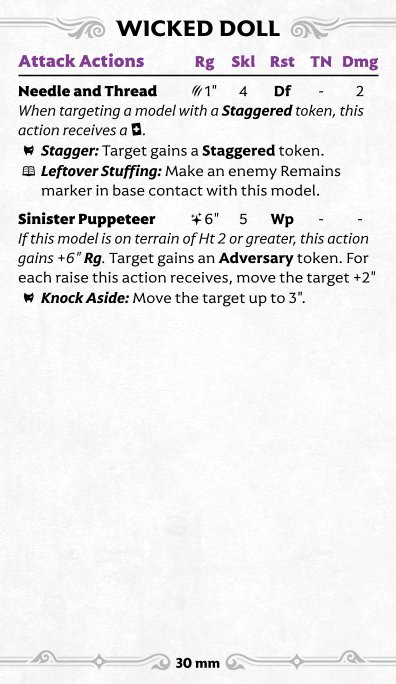 WICKED DOLL
Attack Actions Rg Skl Rst TN Dmg
Needle and Thread 1" 4 Df - 2
When targeting a model with a Staggered token, this
action receives a .
Stagger: Target gains a Staggered token.
Leftover Stuffing: Make an enemy Remains
marker in base contact with this model.
Sinister Puppeteer 6" 5 Wp - -
If this model is on terrain of Ht 2 or greater, this action
gains +6" Rg. Target gains an Adversary token. For
each raise this action receives, move the target +2"
Knock Aside: Move the target up to 3".
30 mm